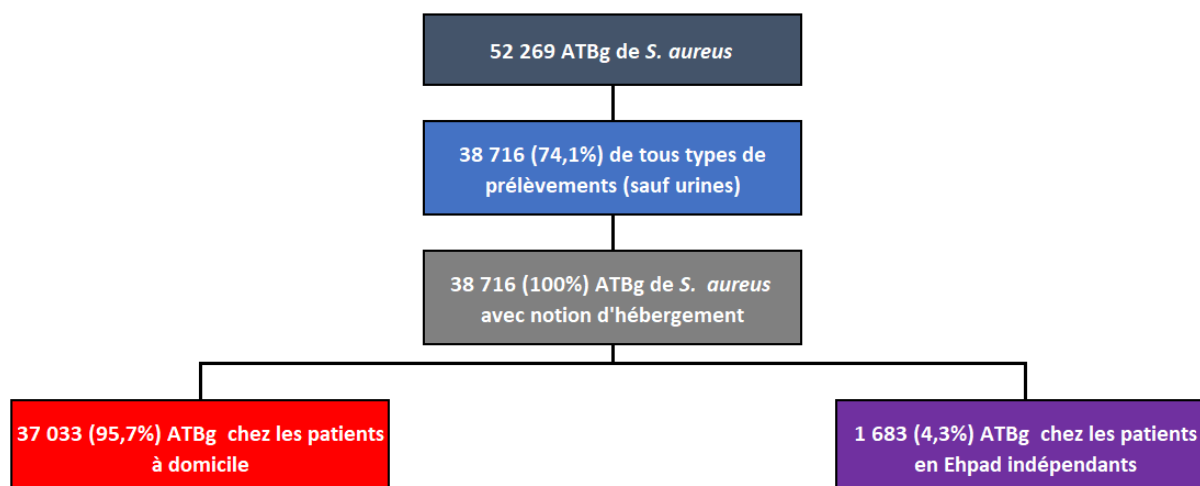 52 269 ATBg de S. aureus
38 716 (74,1%) de tous types de
prélèvements (sauf urines)
38 716 (100%) ATBg de S. aureus
avec notion d'hébergement
37 033 (95,7%) ATBg chez les patients
à domicile
1 683 (4,3%) ATBg chez les patients
en Ehpad indépendants